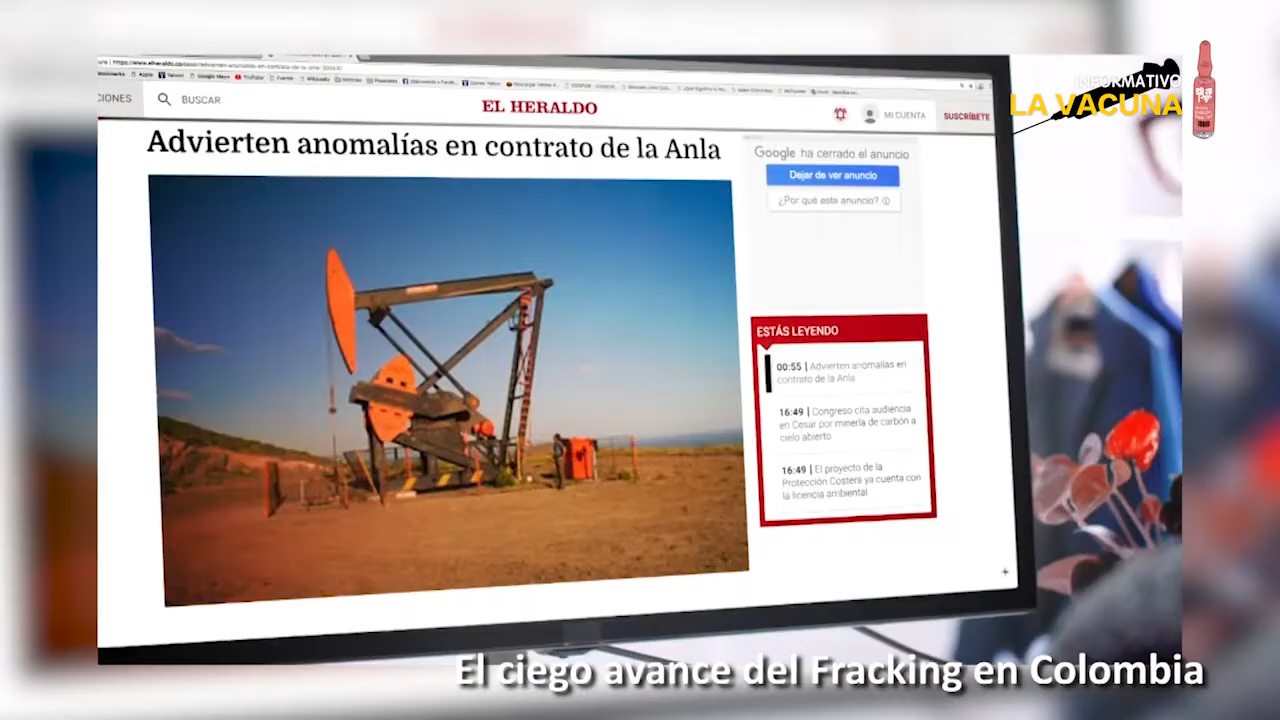 INFORMATIVO
LA VACUNA
CIONES
BUSCAR
EL HERALDO
MI CUENTA
SUSCRÍBETE
Advierten anomalías en contrato de la Anla
Google ha cerrado el anuncio
Dejar de ver anuncio
¿Por qué este anuncio?
ESTÁS LEYENDO
00:55 | Advierten anomalías en
contrato de la Anla
16:49 | Congreso cita audiencia
en Cesar por minería de carbón a
cielo abierto
16:49 | El proyecto de la
Protección Costera ya cuenta con
la licencia ambiental
El ciego avance del Fracking en Colombia